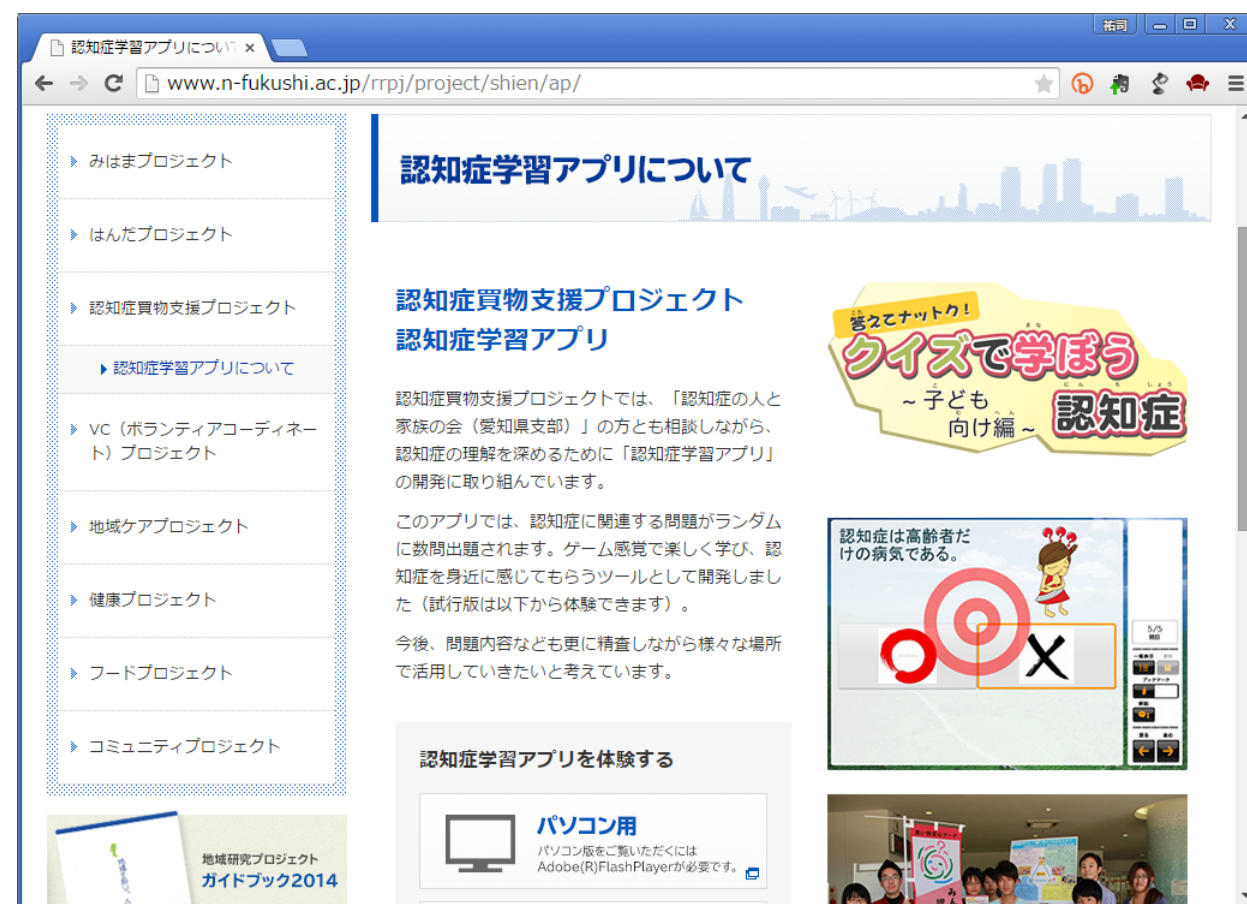 祐司
認知症学習アプリについて
www.n-fukushi.ac.jp/rrpj/project/shien/ap/
みはまプロジェクト
はんだプロジェクト
認知症買物支援プロジェクト
認知症学習アプリについて
VC（ボランティアコーディネー
ト）プロジェクト
地域ケアプロジェクト
健康プロジェクト
フードプロジェクト
コミュニティプロジェクト
地域研究プロジェクト
ガイドブック2014
認知症学習アプリについて
認知症買物支援プロジェクト
認知症学習アプリ
認知症買物支援プロジェクトでは、「認知症の人と
家族の会（愛知県支部）」の方とも相談しながら、
認知症の理解を深めるために「認知症学習アプリ」
の開発に取り組んでいます。
このアプリでは、認知症に関連する問題がランダム
に数問出題されます。ゲーム感覚で楽しく学び、認
知症を身近に感じてもらうツールとして開発しまし
た（試行版は以下から体験できます）。
今後、問題内容なども更に精査しながら様々な場所
で活用していきたいと考えています。
認知症学習アプリを体験する
パソコン用
パソコン版をご覧いただくには
Adobe(R)FlashPlayerが必要です。
答えてナットク!
クイズで学ぼう
~子ども
向け編~
認知症
認知症は高齢者だ
けの病気である。
???
5/5
問目
一覧表示
ブックマーク
解説
戻る 進む